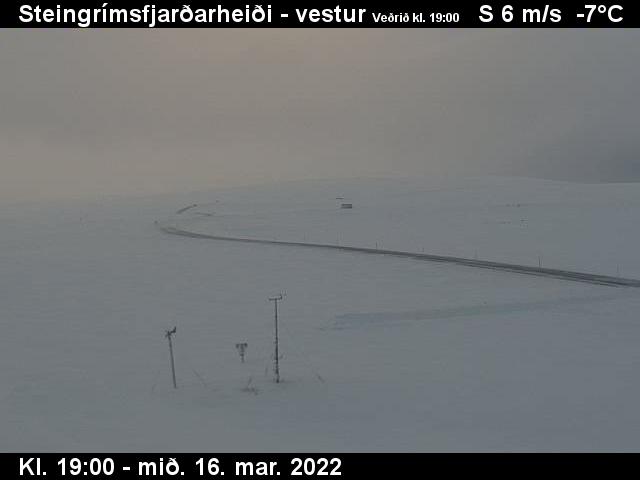 Steingrímsfjarðarheiði - vestur Veðrið kl. 19:00 S 6 m/s -7°C
Kl. 19:00 - mið. 16. mar. 2022